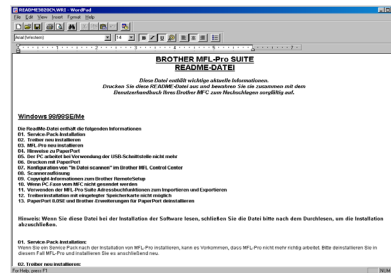 README5820CN.WRI - WordPad
File Edit View Insert Format Help
Arial (Western) 14
BROTHER MFL-Pro SUITE
README-DATEI
Diese Datei enthält wichtige aktuelle Informationen.
Drucken Sie diese README-Datei aus und bewahren Sie sie zusammen mit dem
Benutzerhandbuch Ihres Brother MFC zum Nachschlagen sorgfältig auf.
Windows 98/98SE/Me
Die ReadMe-Datei enthält die folgenden Informationen
01. Service-Pack-Installation
02. Treiber neu installieren
03. MFL-Pro neu installieren
04. Hinweise zu PaperPort
05. Der PC arbeitet bei Verwendung der USB-Schnittstelle nicht mehr
06. Drucken mit PaperPort
07. Konfiguration von "In Datei scannen" im Brother MFL Control Center
08. Scannerauflösung
09. Copyright-Informationen zum Brother RemoteSetup
10. Wenn PC-Faxe vom MFC nicht gesendet werden
11. Verwenden der MFL-Pro Suite Adressbuchfunktionen zum Importieren und Exportieren
12. Treiberinstallation mit eingelegter Speicherkarte nicht möglich
13. PaperPort 9.0SE und Brother-Erweiterungen für PaperPort deinstallieren
Hinweis: Wenn Sie diese Datei bei der Installation der Software lesen, schließen Sie die Datei bitte nach dem Durchlesen, um die Installation
abzuschließen.
01. Service-Pack-Installation:
Wenn Sie ein Service-Pack nach der Installation von MFL-Pro installieren, kann es vorkommen, dass MFL-Pro nicht mehr richtig arbeitet. Bitte deinstallieren Sie in
diesem Fall MFL-Pro und installieren Sie es anschließend neu.
02. Treiber neu installieren:
For Help, press F1
NUM